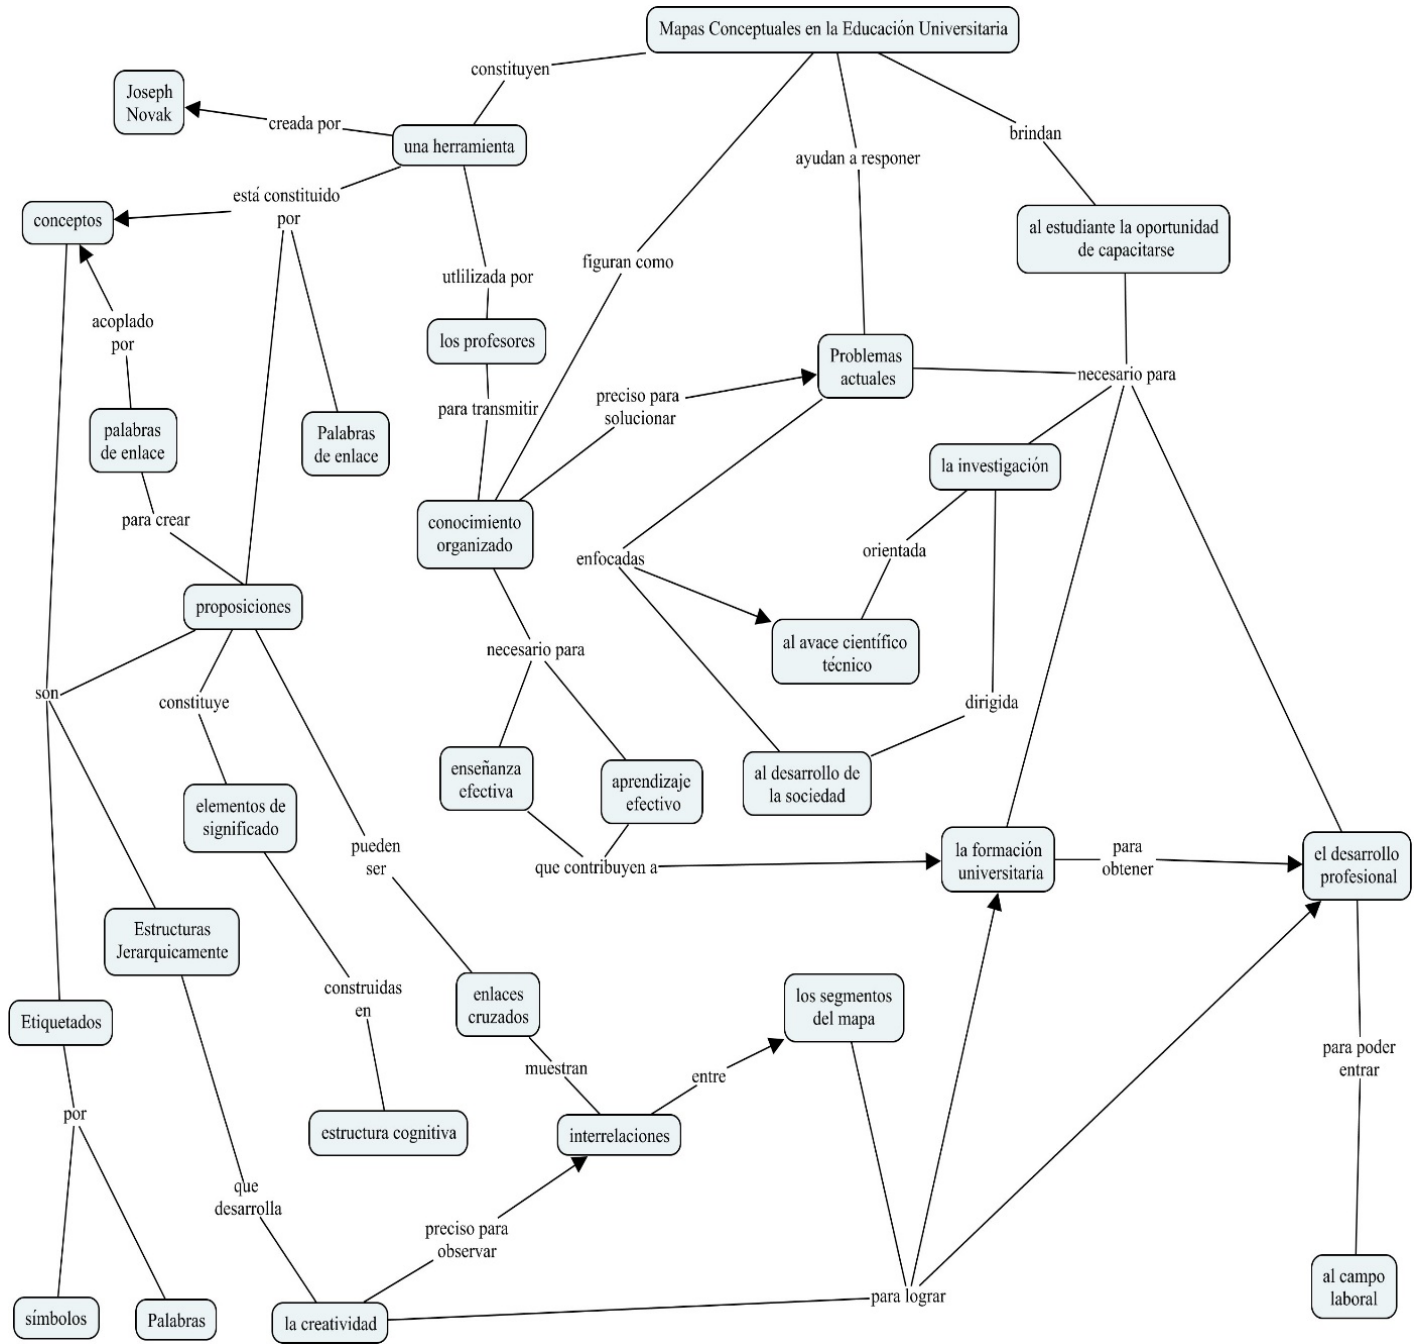 Mapas Conceptuales en la Educación Universitaria
constituyen
Joseph
Novak
creada por
una herramienta
brindan
ayudan a responer
está constituido
por
conceptos
al estudiante la oportunidad
de capacitarse
figuran como
utlilizada por
acoplado
por
los profesores
Problemas
actuales
necesario para
preciso para
solucionar
para transmitir
palabras
de enlace
Palabras
de enlace
la investigación
para crear
conocimiento
organizado
orientada
enfocadas
proposiciones
al avace científico
técnico
necesario para
son
constituye
dirigida
enseñanza
efectiva
aprendizaje
efectivo
al desarrollo de
la sociedad
elementos de
significado
pueden
ser
que contribuyen a
la formación
universitaria
para
obtener
el desarrollo
profesional
Estructuras
Jerarquicamente
construidas
en
enlaces
cruzados
los segmentos
del mapa
Etiquetados
muestran
entre
para poder
entrar
por
estructura cognitiva
interrelaciones
que
desarrolla
preciso para
observar
al campo
laboral
para lograr
símbolos
Palabras
la creatividad